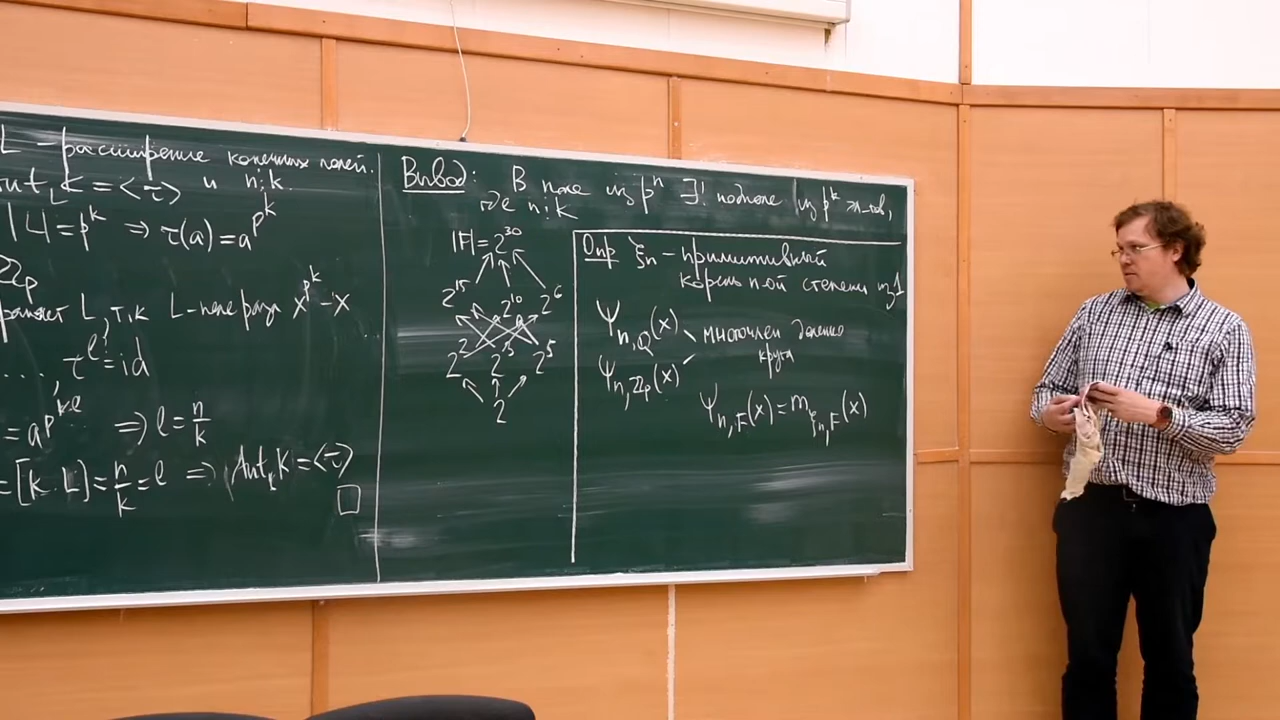 L – расширение конечных полей.
Aut_L K = <τ> и n⋮k.
|L| = p^k ⇒ τ(a) = a^{p^k}
ℤ_p
L, т.к. L – поле разл x^{p^k} – x
..., τ^l = id
= a^{p^{kl}} ⇒ l = n/k
= [K:L] = n/k = l ⇒ Aut_L K = <τ>
□
Вывод: В поле из p^n ∃! подполе из p^k эл-тов,
где n⋮k
|F| = 2^30
2^15 2^10 2^6
2^2 2^3 2^5
2
Опр ξ_n – примитивный
корень n-ой степени из 1
Ψ_{n,ℚ}(x)
Ψ_{n,ℤ_p}(x)
многочлен деления
круга
Ψ_{n,F}(x) = m_{ξ_n,F}(x)